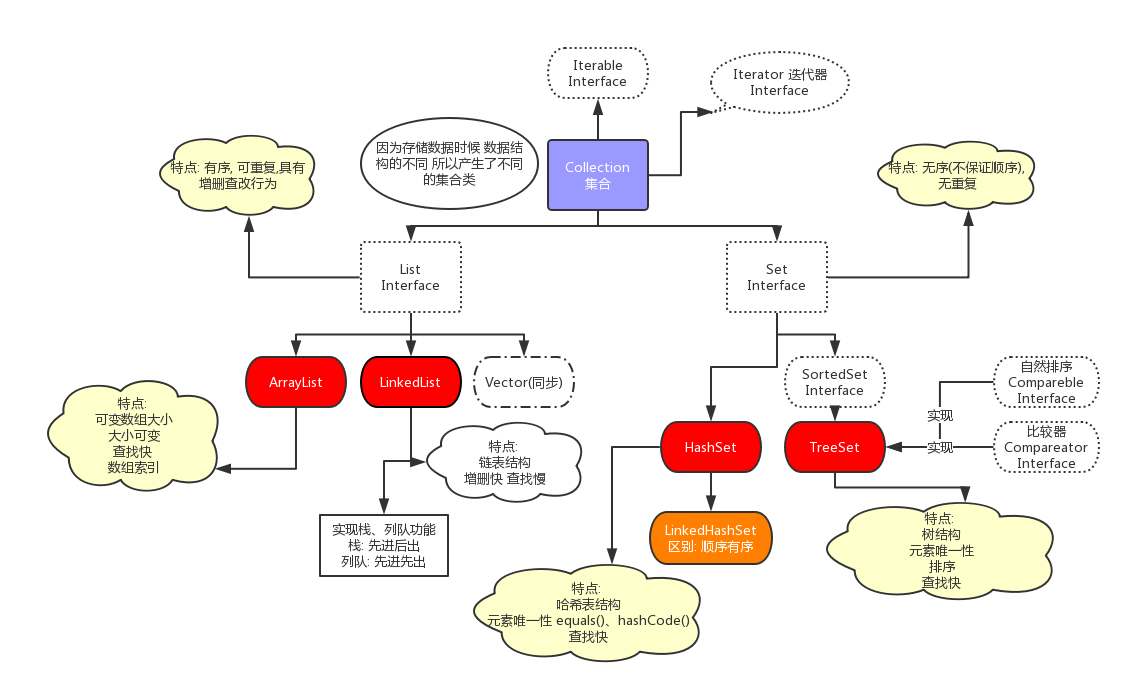 Iterable
Interface
Iterator 迭代器
Interface
因为存储数据时候 数据结
构的不同 所以产生了不同
的集合类
Collection
集合
特点: 有序, 可重复,具有
增删查改行为
特点: 无序(不保证顺序),
无重复
List
Interface
Set
Interface
ArrayList
LinkedList
Vector(同步)
SortedSet
Interface
自然排序
Compareble
Interface
特点:
可变数组大小
大小可变
查找快
数组索引
实现
特点:
链表结构
增删快 查找慢
HashSet
TreeSet
实现
比较器
Compareator
Interface
实现栈、列队功能
栈: 先进后出
列队: 先进先出
LinkedHashSet
区别: 顺序有序
特点:
树结构
元素唯一性
排序
查找快
特点:
哈希表结构
元素唯一性 equals()、hashCode()
查找快